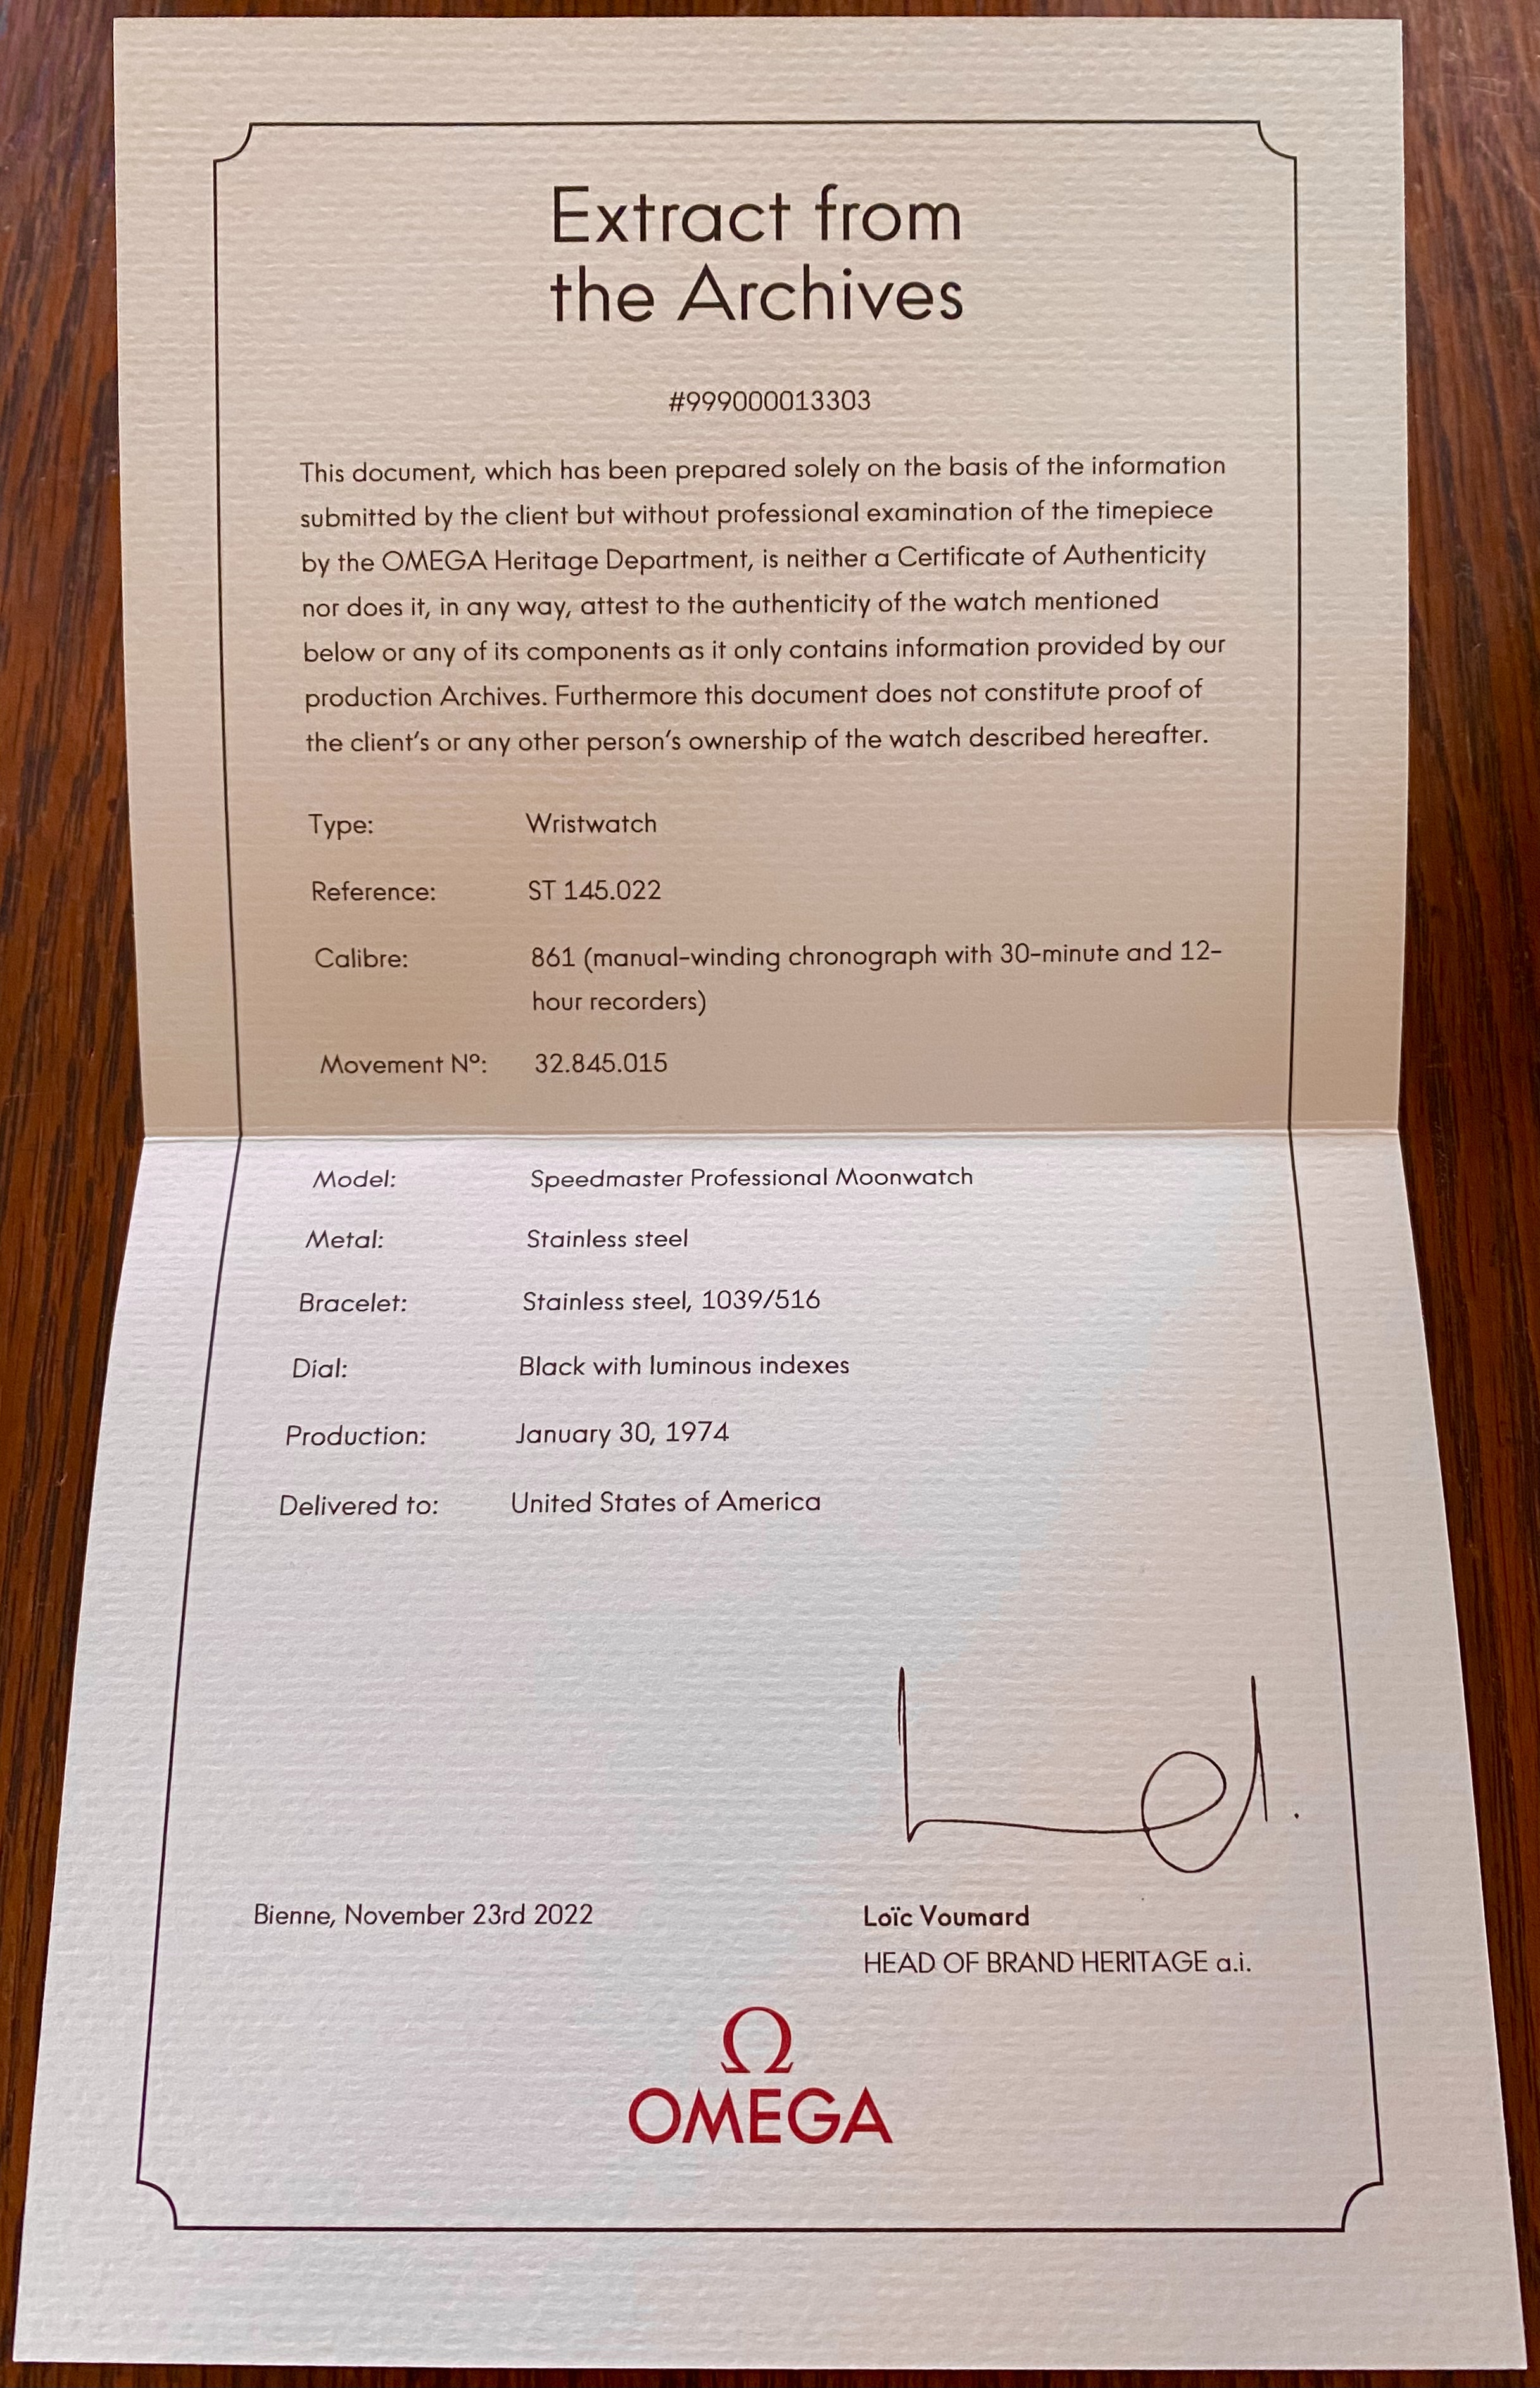 Extract from
the Archives
#999000013303
This document, which has been prepared solely on the basis of the information
submitted by the client but without professional examination of the timepiece
by the OMEGA Heritage Department, is neither a Certificate of Authenticity
nor does it, in any way, attest to the authenticity of the watch mentioned
below or any of its components as it only contains information provided by our
production Archives. Furthermore this document does not constitute proof of
the client's or any other person's ownership of the watch described hereafter.
Type: Wristwatch
Reference: ST 145.022
Calibre: 861 (manual-winding chronograph with 30-minute and 12-
hour recorders)
Movement Nº: 32.845.015
Model: Speedmaster Professional Moonwatch
Metal: Stainless steel
Bracelet: Stainless steel, 1039/516
Dial: Black with luminous indexes
Production: January 30, 1974
Delivered to: United States of America
Bienne, November 23rd 2022
Loïc Voumard
HEAD OF BRAND HERITAGE a.i.
Ω
OMEGA